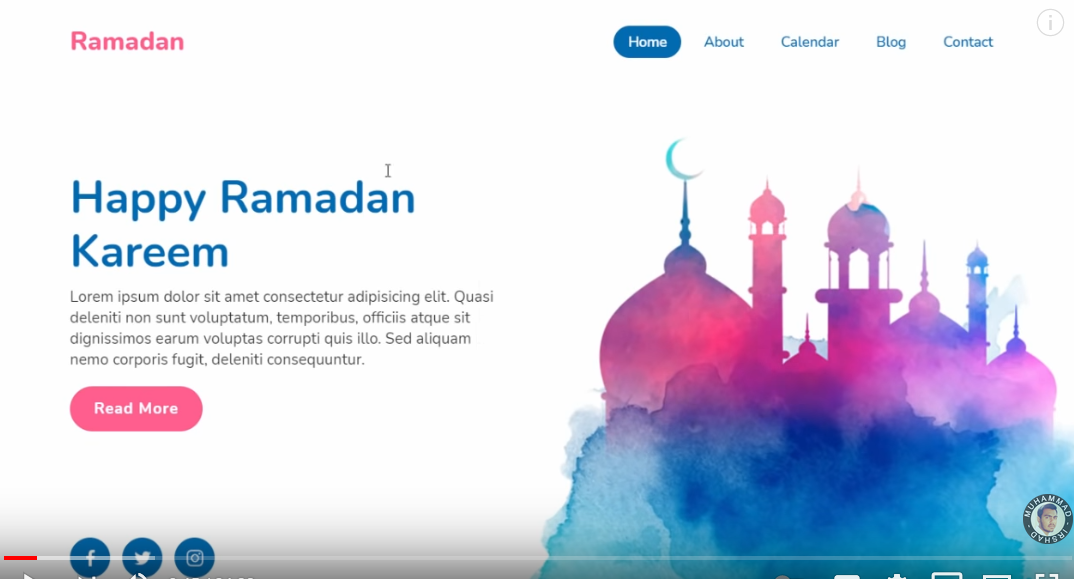 Ramadan
Home About Calendar Blog Contact
Happy Ramadan
Kareem
Lorem ipsum dolor sit amet consectetur adipisicing elit. Quasi
deleniti non sunt voluptatum, temporibus, officiis atque sit
dignissimos earum voluptas corrupti quis illo. Sed aliquam
nemo corporis fugit, deleniti consequuntur.
Read More
MUHAMMAD
IRSHAD